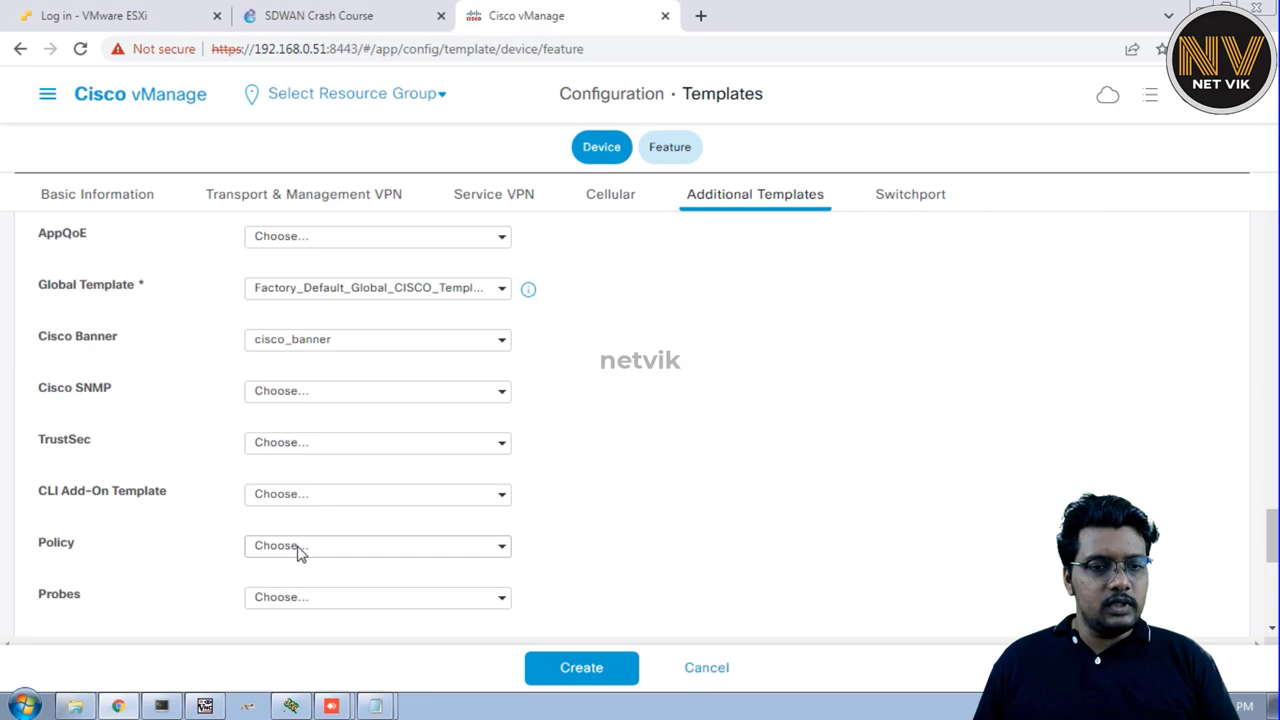 Log in - VMware ESXi
SDWAN Crash Course
Cisco vManage
Not secure https://192.168.0.51:8443/#/app/config/template/device/feature
NV
NET VIK
Cisco vManage
Select Resource Group
Configuration · Templates
Device
Feature
Basic Information
Transport & Management VPN
Service VPN
Cellular
Additional Templates
Switchport
AppQoE
Choose...
Global Template *
Factory_Default_Global_CISCO_Templ...
Cisco Banner
cisco_banner
netvik
Cisco SNMP
Choose...
TrustSec
Choose...
CLI Add-On Template
Choose...
Policy
Choose...
Probes
Choose...
Create
Cancel
PM